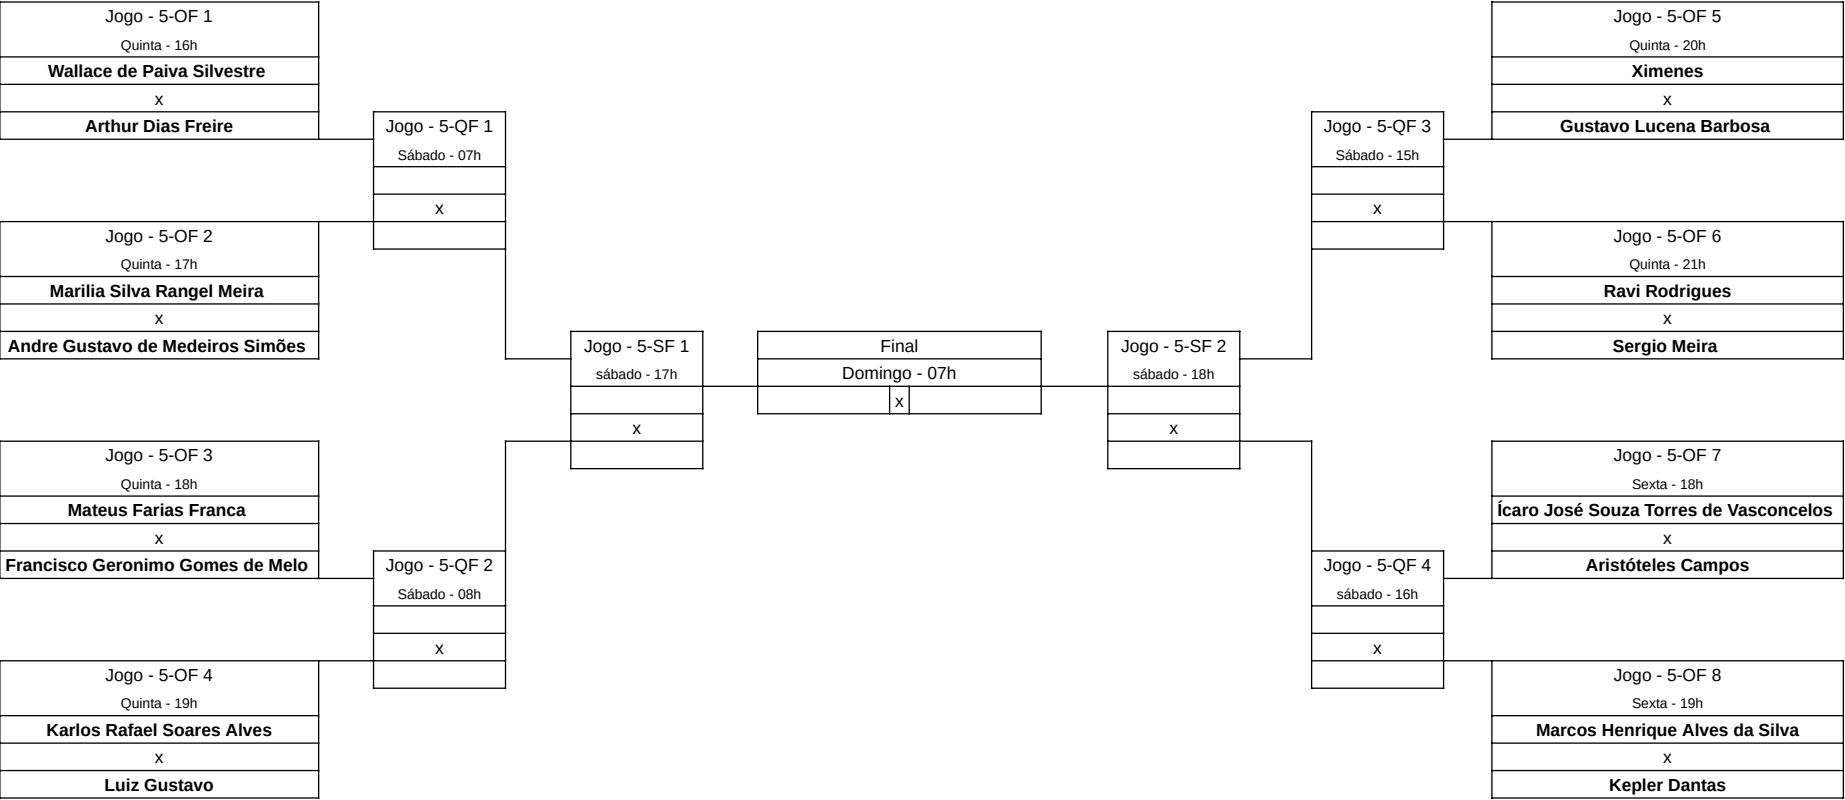 Jogo - 5-OF 1
Quinta - 16h
Wallace de Paiva Silvestre
x
Arthur Dias Freire
Jogo - 5-OF 2
Quinta - 17h
Marilia Silva Rangel Meira
x
Andre Gustavo de Medeiros Simões
Jogo - 5-OF 3
Quinta - 18h
Mateus Farias Franca
x
Francisco Geronimo Gomes de Melo
Jogo - 5-OF 4
Quinta - 19h
Karlos Rafael Soares Alves
x
Luiz Gustavo
Jogo - 5-QF 1
Sábado - 07h
x
Jogo - 5-QF 2
Sábado - 08h
x
Jogo - 5-SF 1
sábado - 17h
x
Final
Domingo - 07h
x
Jogo - 5-SF 2
sábado - 18h
x
Jogo - 5-QF 3
Sábado - 15h
x
Jogo - 5-QF 4
sábado - 16h
x
Jogo - 5-OF 5
Quinta - 20h
Ximenes
x
Gustavo Lucena Barbosa
Jogo - 5-OF 6
Quinta - 21h
Ravi Rodrigues
x
Sergio Meira
Jogo - 5-OF 7
Sexta - 18h
Ícaro José Souza Torres de Vasconcelos
x
Aristóteles Campos
Jogo - 5-OF 8
Sexta - 19h
Marcos Henrique Alves da Silva
x
Kepler Dantas